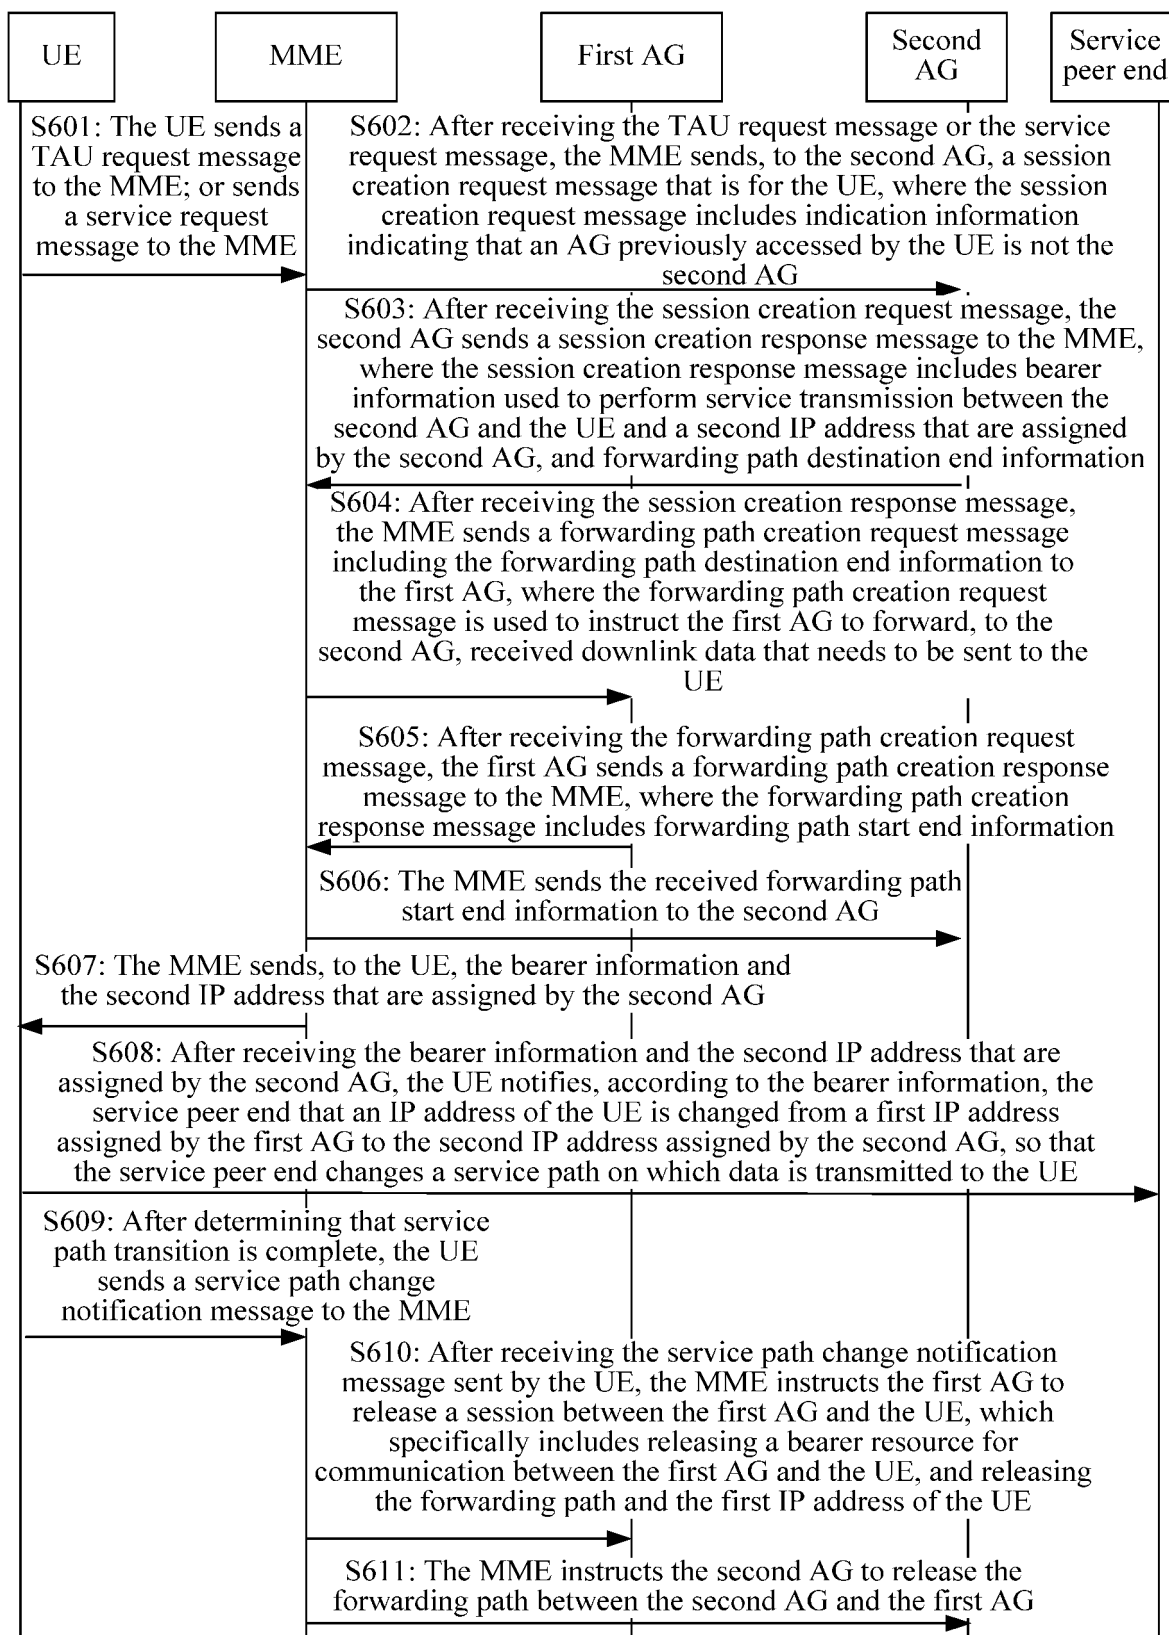 UE
MME
First AG
Second
AG
Service
peer end
S601: The UE sends a
TAU request message
to the MME; or sends
a service request
message to the MME
S602: After receiving the TAU request message or the service
request message, the MME sends, to the second AG, a session
creation request message that is for the UE, where the session
creation request message includes indication information
indicating that an AG previously accessed by the UE is not the
second AG
S603: After receiving the session creation request message, the
second AG sends a session creation response message to the MME,
where the session creation response message includes bearer
information used to perform service transmission between the
second AG and the UE and a second IP address that are assigned
by the second AG, and forwarding path destination end information
S604: After receiving the session creation response message,
the MME sends a forwarding path creation request message
including the forwarding path destination end information to
the first AG, where the forwarding path creation request
message is used to instruct the first AG to forward, to the
second AG, received downlink data that needs to be sent to the
UE
S605: After receiving the forwarding path creation request
message, the first AG sends a forwarding path creation response
message to the MME, where the forwarding path creation
response message includes forwarding path start end information
S606: The MME sends the received forwarding path
start end information to the second AG
S607: The MME sends, to the UE, the bearer information and
the second IP address that are assigned by the second AG
S608: After receiving the bearer information and the second IP address that are
assigned by the second AG, the UE notifies, according to the bearer information, the
service peer end that an IP address of the UE is changed from a first IP address
assigned by the first AG to the second IP address assigned by the second AG, so that
the service peer end changes a service path on which data is transmitted to the UE
S609: After determining that service
path transition is complete, the UE
sends a service path change
notification message to the MME
S610: After receiving the service path change notification
message sent by the UE, the MME instructs the first AG to
release a session between the first AG and the UE, which
specifically includes releasing a bearer resource for
communication between the first AG and the UE, and releasing
the forwarding path and the first IP address of the UE
S611: The MME instructs the second AG to release the
forwarding path between the second AG and the first AG